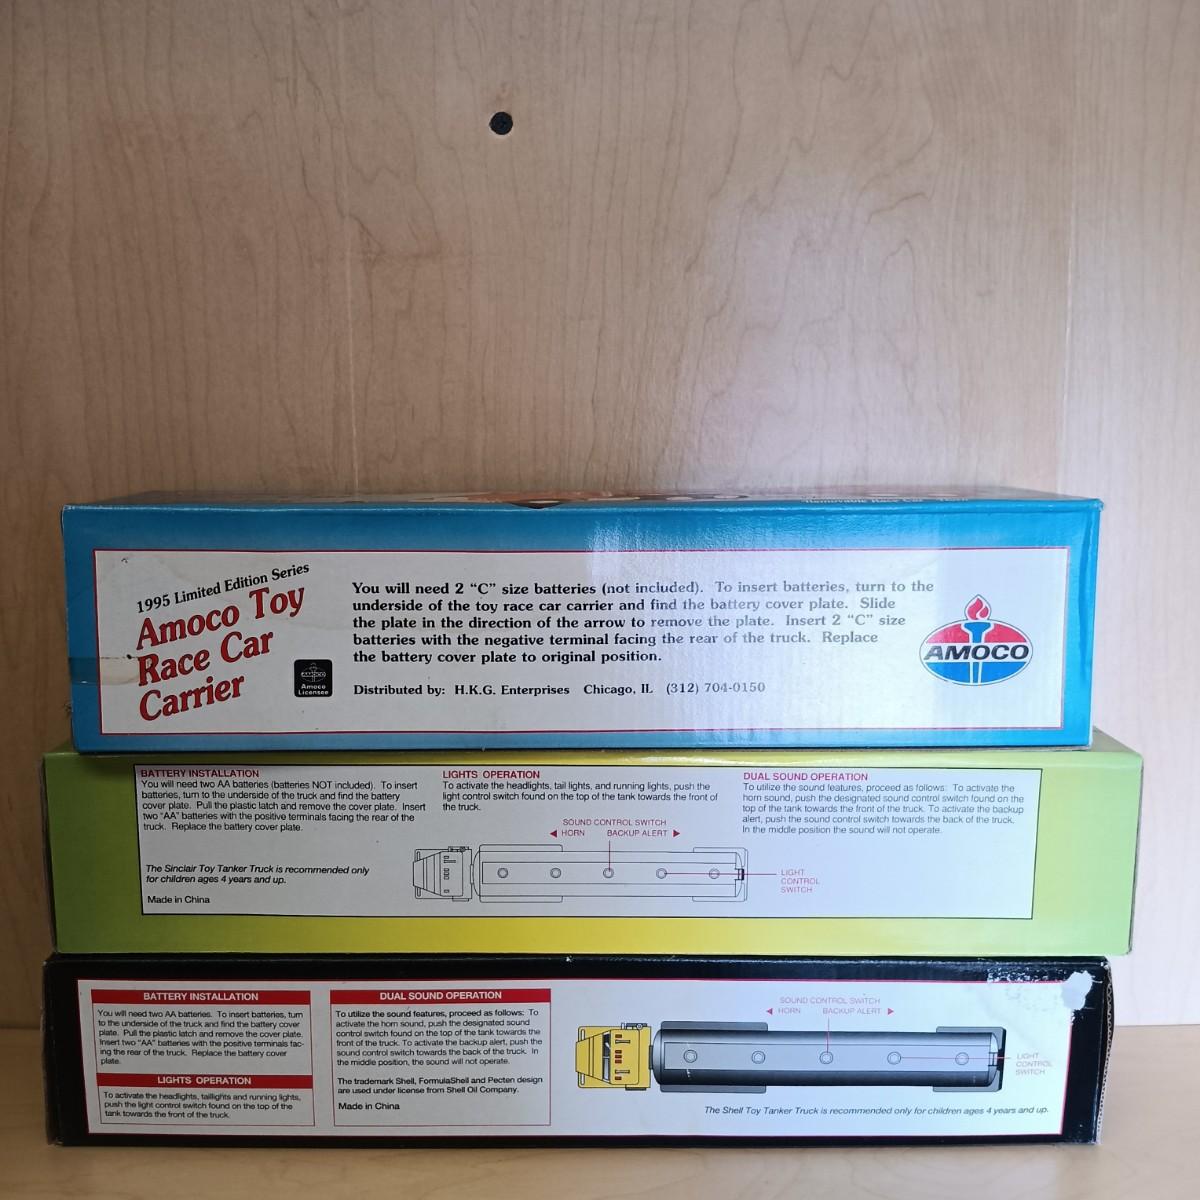 1995 Limited Edition Series
Amoco Toy
Race Car
Carrier
AMOCO
Amoco
Licensee
You will need 2 “C” size batteries (not included). To insert batteries, turn to the
underside of the toy race car carrier and find the battery cover plate. Slide
the plate in the direction of the arrow to remove the plate. Insert 2 “C” size
batteries with the negative terminal facing the rear of the truck. Replace
the battery cover plate to original position.
Distributed by: H.K.G. Enterprises Chicago, IL (312) 704-0150
AMOCO
BATTERY INSTALLATION
You will need two AA batteries (batteries NOT included). To insert
batteries, turn to the underside of the truck and find the battery
cover plate. Pull the plastic latch and remove the cover plate. Insert
two “AA” batteries with the positive terminals facing the rear of the
truck. Replace the battery cover plate.
The Sinclair Toy Tanker Truck is recommended only
for children ages 4 years and up.
Made in China
LIGHTS OPERATION
To activate the headlights, tail lights, and running lights, push the
light control switch found on the top of the tank towards the front of
the truck.
DUAL SOUND OPERATION
To utilize the sound features, proceed as follows: To activate the
horn sound, push the designated sound control switch found on the
top of the tank towards the front of the truck. To activate the backup
alert, push the sound control switch towards the back of the truck.
In the middle position the sound will not operate.
SOUND CONTROL SWITCH
HORN BACKUP ALERT
LIGHT
CONTROL
SWITCH
BATTERY INSTALLATION
You will need two AA batteries. To insert batteries, turn
to the underside of the truck and find the battery cover
plate. Pull the plastic latch and remove the cover plate.
Insert two “AA” batteries with the positive terminals fac-
ing the rear of the truck. Replace the battery cover
plate.
LIGHTS OPERATION
To activate the headlights, taillights and running lights,
push the light control switch found on the top of the
tank towards the front of the truck.
DUAL SOUND OPERATION
To utilize the sound features, proceed as follows: To
activate the horn sound, push the designated sound
control switch found on the top of the tank towards the
front of the truck. To activate the backup alert, push the
sound control switch towards the back of the truck. In
the middle position, the sound will not operate.
The trademark Shell, FormulaShell and Pecten design
are used under license from Shell Oil Company.
Made in China
SOUND CONTROL SWITCH
HORN BACKUP ALERT
LIGHT
CONTROL
SWITCH
The Shell Toy Tanker Truck is recommended only for children ages 4 years and up.